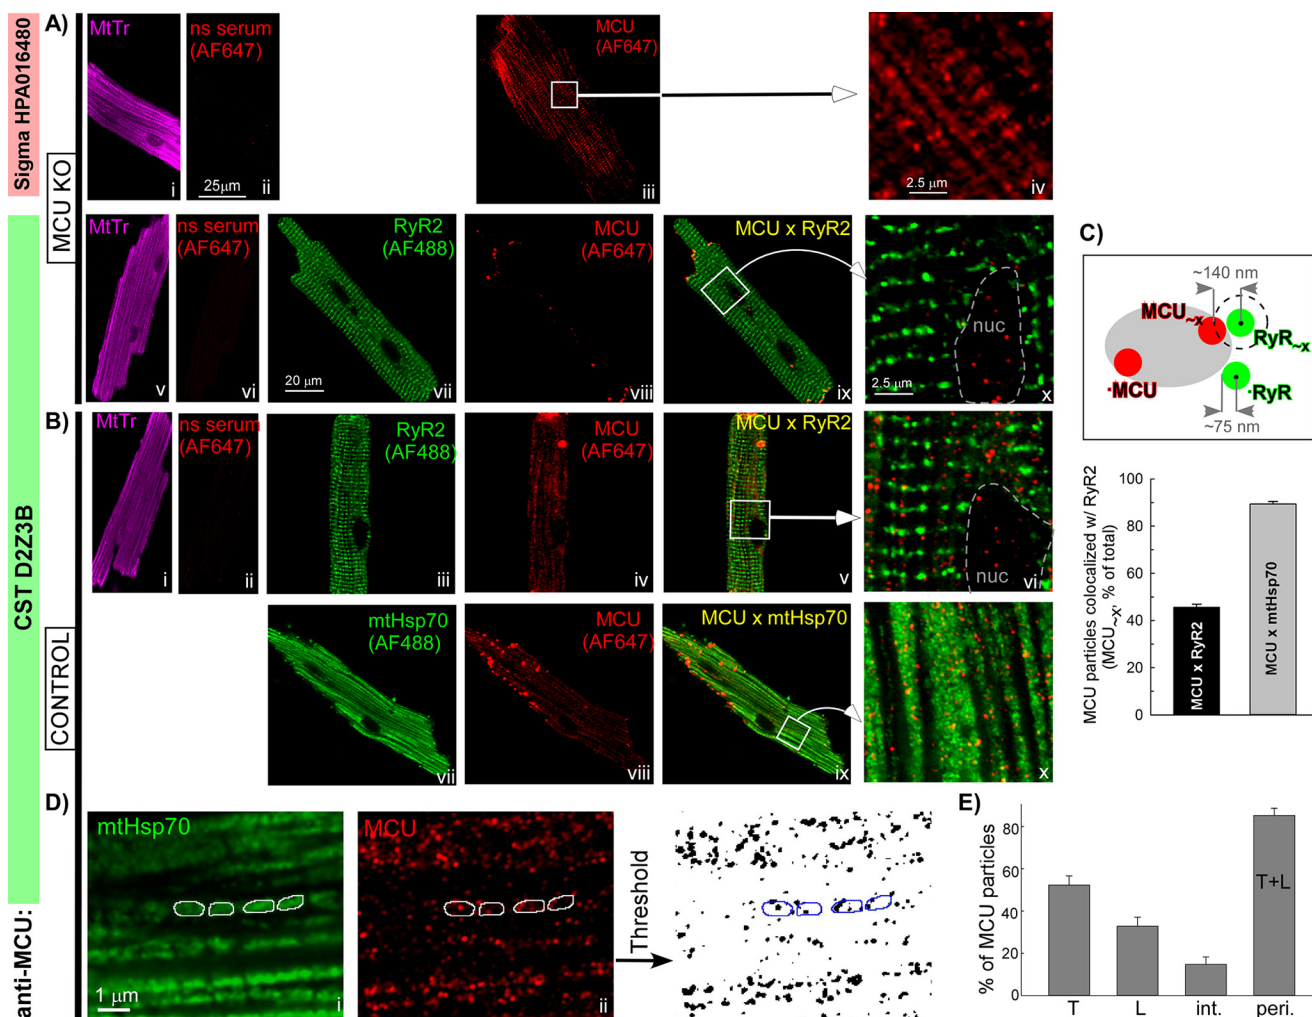 Sigma HPA016480
MCU KO
CST D2Z3B
CONTROL
anti-MCU:
A)
MtTr
i
ns serum
(AF647)
25μm
ii
MCU
(AF647)
iii
2.5 μm
iv
MtTr
v
ns serum
(AF647)
vi
RyR2
(AF488)
20 μm
vii
MCU
(AF647)
viii
MCU x RyR2
ix
nuc
2.5 μm
x
B)
MtTr
i
ns serum
(AF647)
ii
RyR2
(AF488)
iii
MCU
(AF647)
iv
MCU x RyR2
v
nuc
vi
mtHsp70
(AF488)
vii
MCU
(AF647)
viii
MCU x mtHsp70
ix
x
C)
~140 nm
MCU~x
RyR~x
·MCU
·RyR
~75 nm
MCU particles colocalized w/ RyR2
(MCU~x, % of total)
100
80
60
40
20
0
MCU x RyR2
MCU x mtHsp70
D)
mtHsp70
1 μm
i
MCU
ii
Threshold
E)
% of MCU particles
80
60
40
20
0
T+L
T
L
int.
peri.